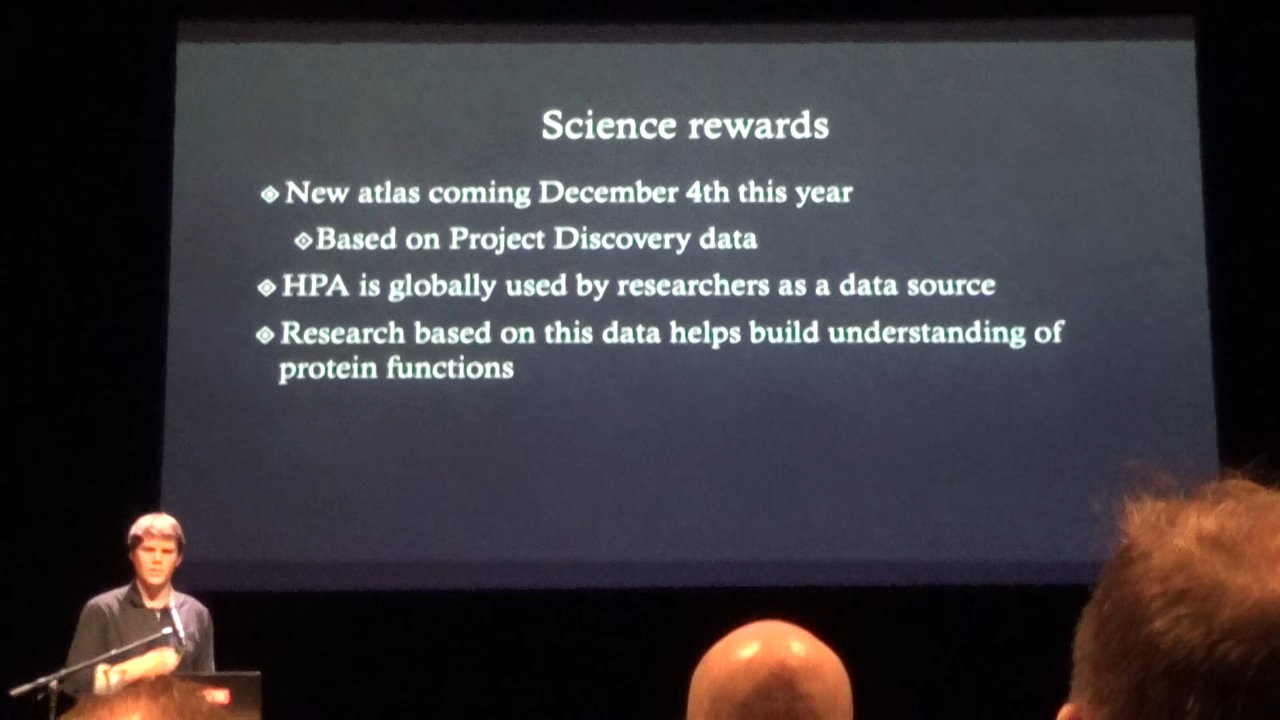 Science rewards
New atlas coming December 4th this year
Based on Project Discovery data
HPA is globally used by researchers as a data source
Research based on this data helps build understanding of
protein functions